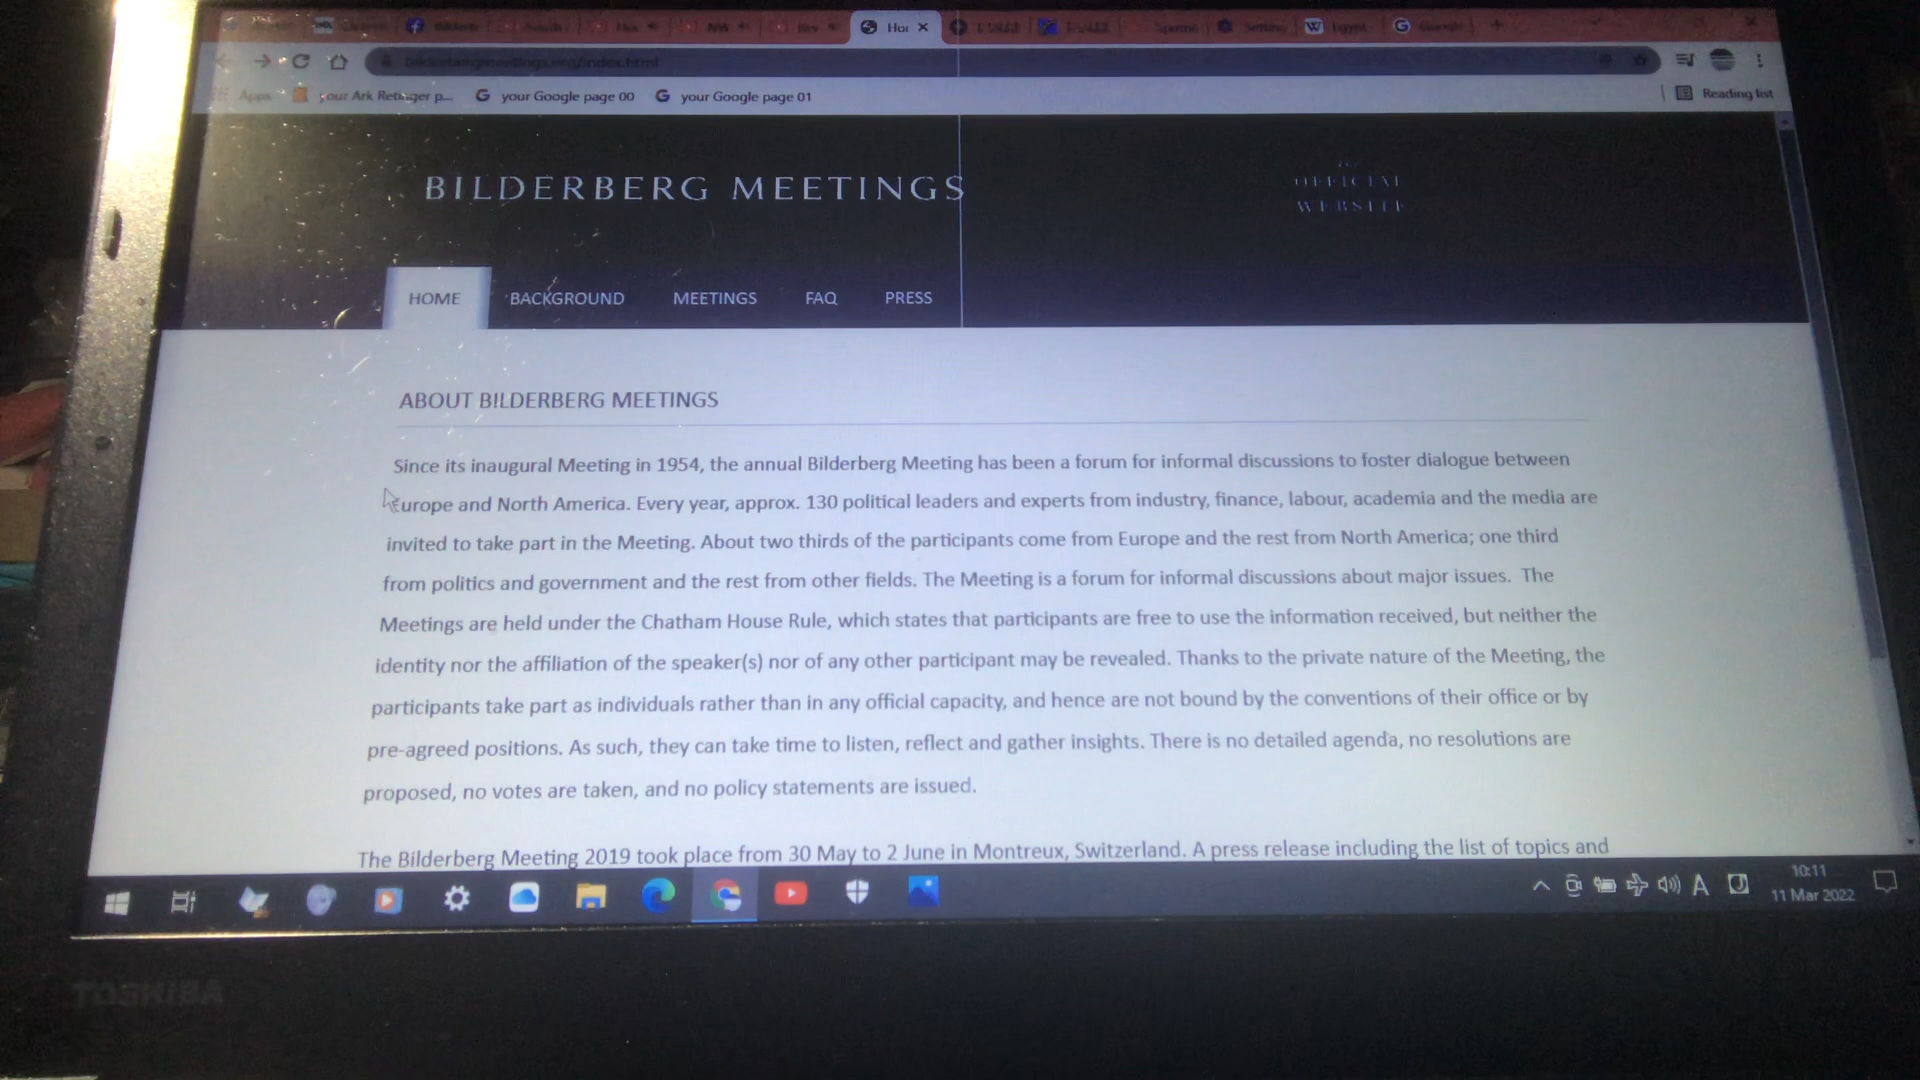 Apps your Ark Retinger p... your Google page 00 your Google page 01 Reading list
BILDERBERG MEETINGS
OFFICIAL
WEBSITE
HOME BACKGROUND MEETINGS FAQ PRESS
ABOUT BILDERBERG MEETINGS
Since its inaugural Meeting in 1954, the annual Bilderberg Meeting has been a forum for informal discussions to foster dialogue between
Europe and North America. Every year, approx. 130 political leaders and experts from industry, finance, labour, academia and the media are
invited to take part in the Meeting. About two thirds of the participants come from Europe and the rest from North America; one third
from politics and government and the rest from other fields. The Meeting is a forum for informal discussions about major issues. The
Meetings are held under the Chatham House Rule, which states that participants are free to use the information received, but neither the
identity nor the affiliation of the speaker(s) nor of any other participant may be revealed. Thanks to the private nature of the Meeting, the
participants take part as individuals rather than in any official capacity, and hence are not bound by the conventions of their office or by
pre-agreed positions. As such, they can take time to listen, reflect and gather insights. There is no detailed agenda, no resolutions are
proposed, no votes are taken, and no policy statements are issued.
The Bilderberg Meeting 2019 took place from 30 May to 2 June in Montreux, Switzerland. A press release including the list of topics and
A
10:11
11 Mar 2022
TOSHIBA